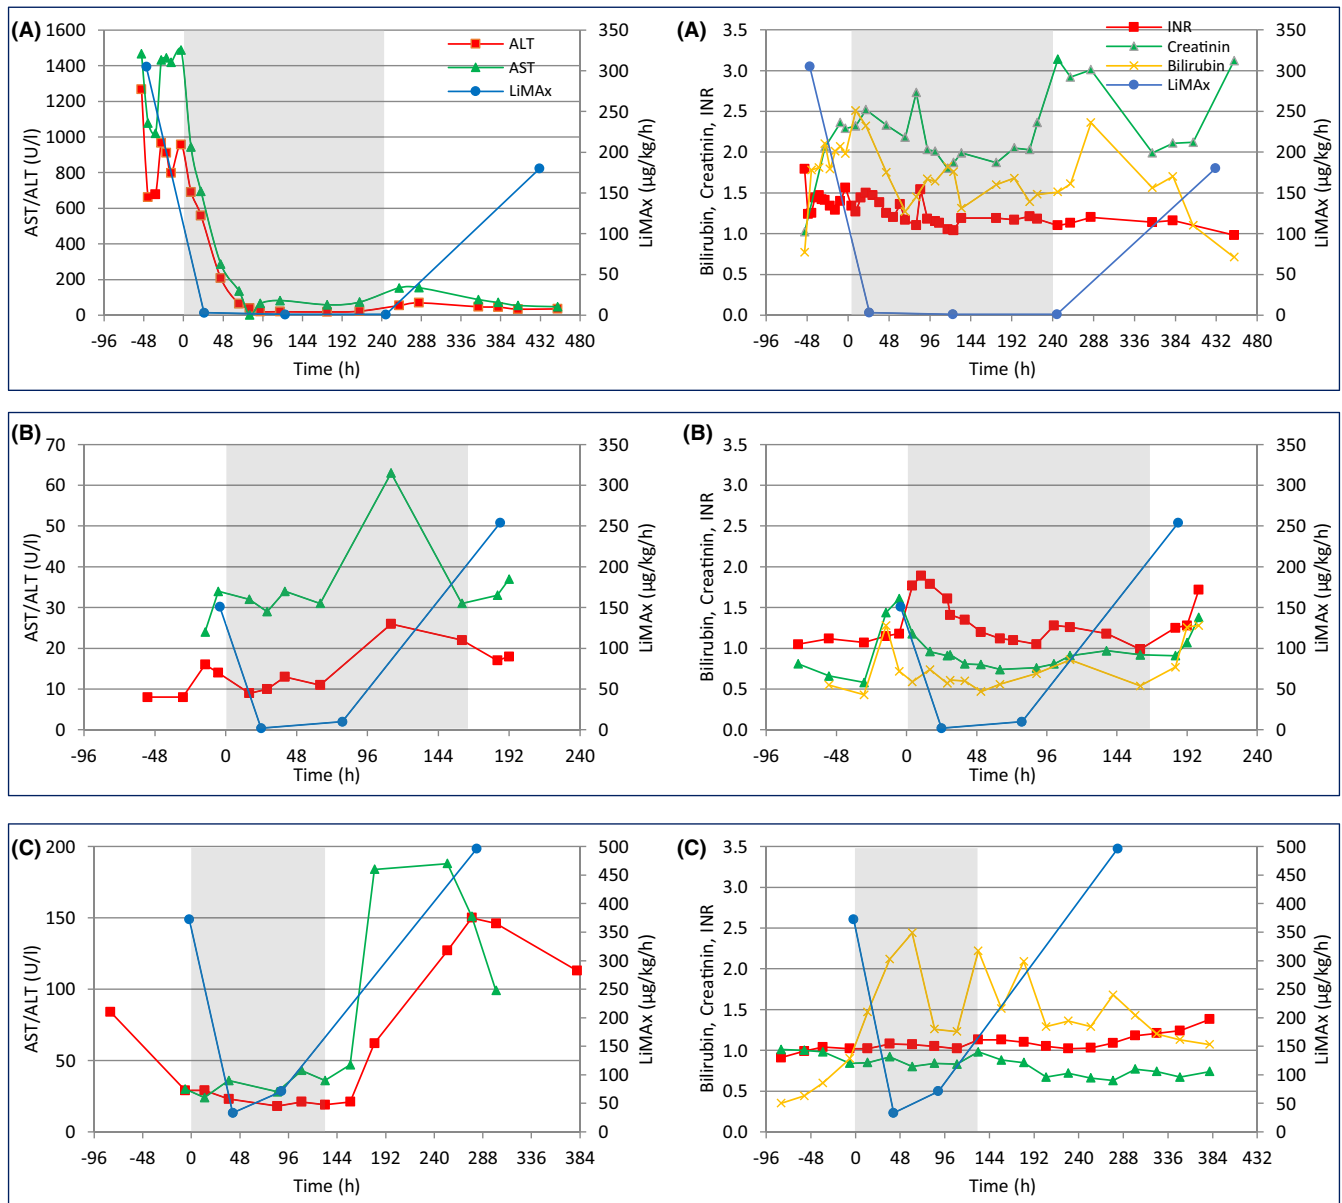 (A)
1600
1400
1200
1000
800
600
400
200
0
AST/ALT (U/l)
-96 -48 0 48 96 144 192 240 288 336 384 432 480
Time (h)
350
300
250
200
150
100
50
0
LiMAx (µg/kg/h)
ALT
AST
LiMAx
(A)
3.5
3.0
2.5
2.0
1.5
1.0
0.5
0.0
Bilirubin, Creatinin, INR
-96 -48 0 48 96 144 192 240 288 336 384 432 480
Time (h)
350
300
250
200
150
100
50
0
LiMAx (µg/kg/h)
INR
Creatinin
Bilirubin
LiMAx
(B)
70
60
50
40
30
20
10
0
AST/ALT (U/l)
-96 -48 0 48 96 144 192 240
Time (h)
350
300
250
200
150
100
50
0
LiMAx (µg/kg/h)
(B)
3.5
3.0
2.5
2.0
1.5
1.0
0.5
0.0
Bilirubin, Creatinin, INR
-96 -48 0 48 96 144 192 240
Time (h)
350
300
250
200
150
100
50
0
LiMAx (µg/kg/h)
(C)
200
150
100
50
0
AST/ALT (U/l)
-96 -48 0 48 96 144 192 240 288 336 384
Time (h)
500
450
400
350
300
250
200
150
100
50
0
LiMAx (µg/kg/h)
(C)
3.5
3.0
2.5
2.0
1.5
1.0
0.5
0.0
Bilirubin, Creatinin, INR
-96 -48 0 48 96 144 192 240 288 336 384 432
Time (h)
500
450
400
350
300
250
200
150
100
50
0
LiMAx (µg/kg/h)